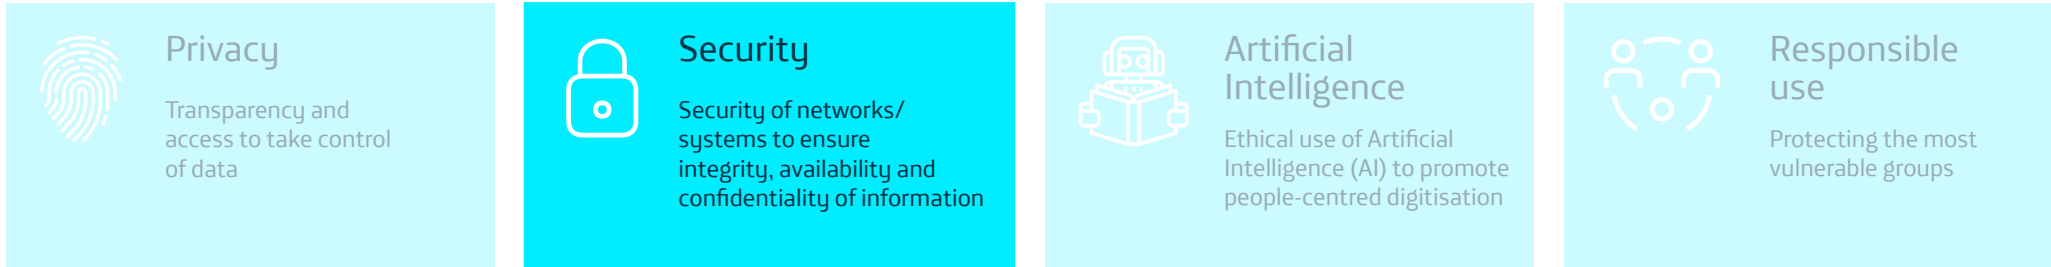 Privacy
Transparency and
access to take control
of data
Security
Security of networks/
systems to ensure
integrity, availability and
confidentiality of information
Artificial
Intelligence
Ethical use of Artificial
Intelligence (AI) to promote
people-centred digitisation
Responsible
use
Protecting the most
vulnerable groups